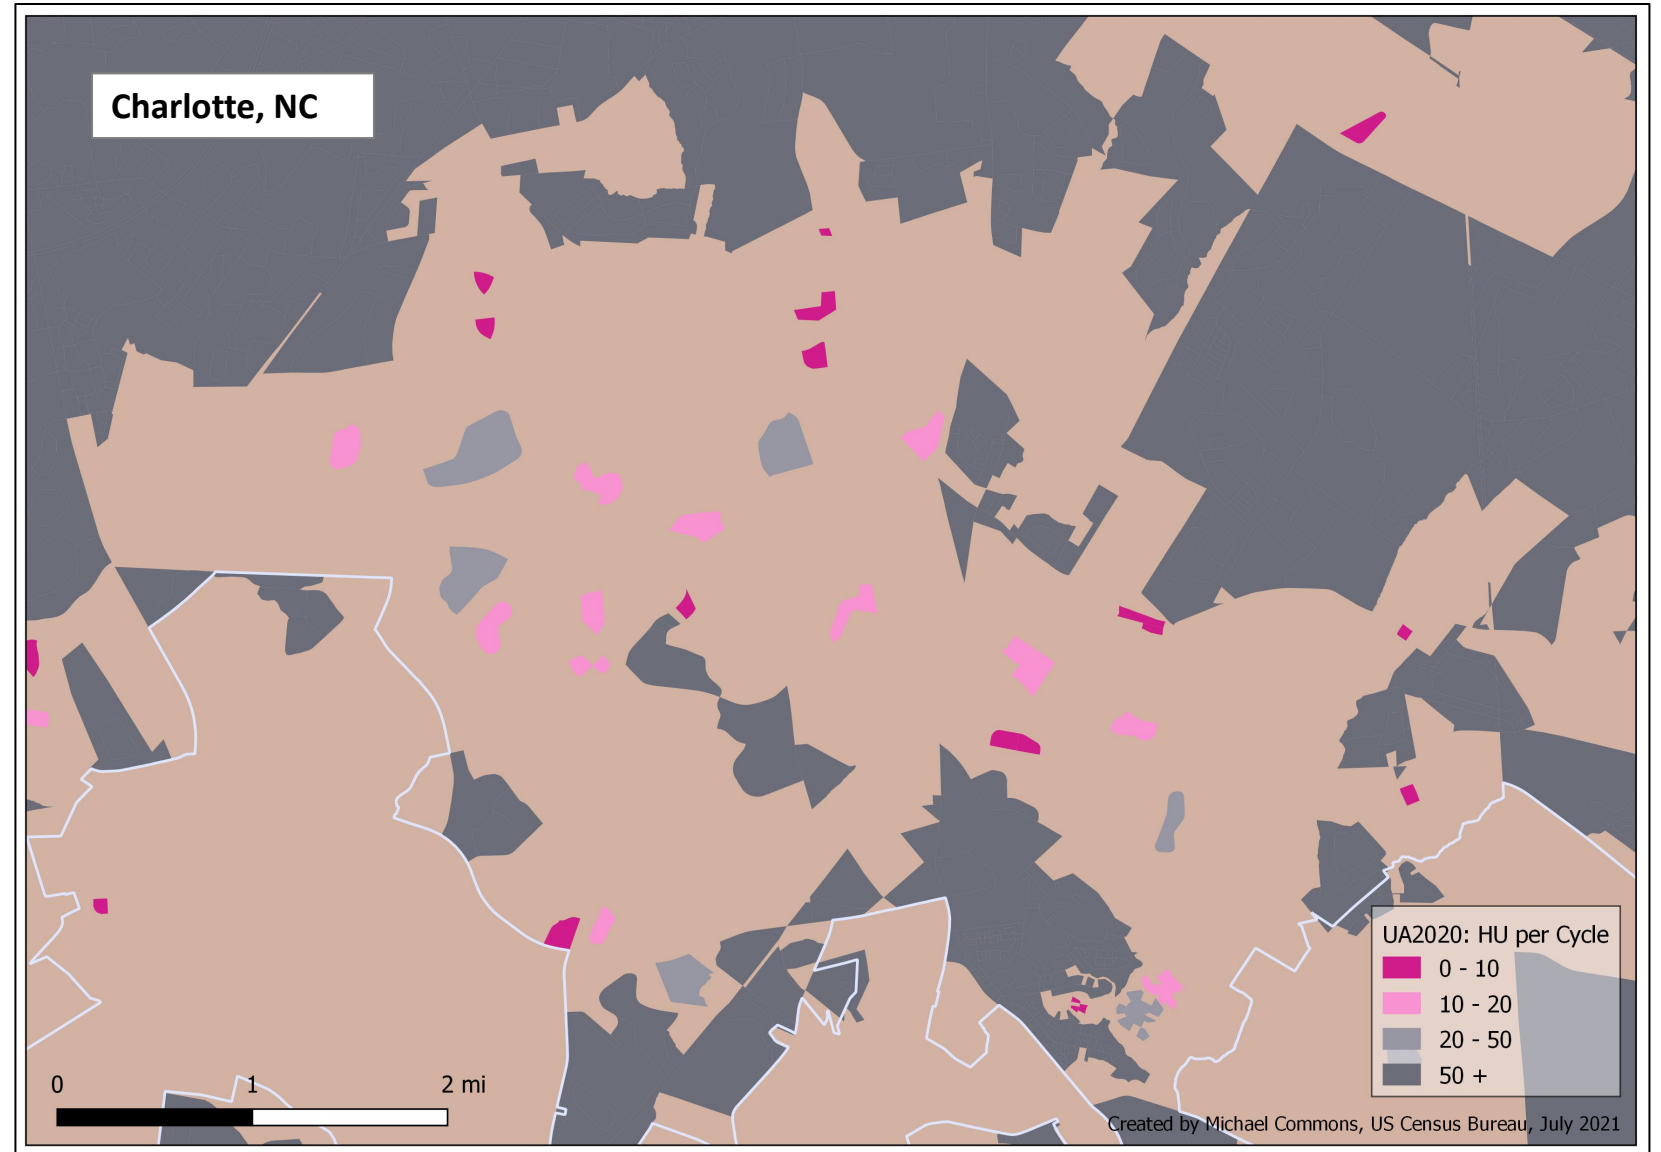 Charlotte, NC
UA2020: HU per Cycle
0 - 10
10 - 20
20 - 50
50 +
0 1 2 mi
Created by Michael Commons, US Census Bureau, July 2021